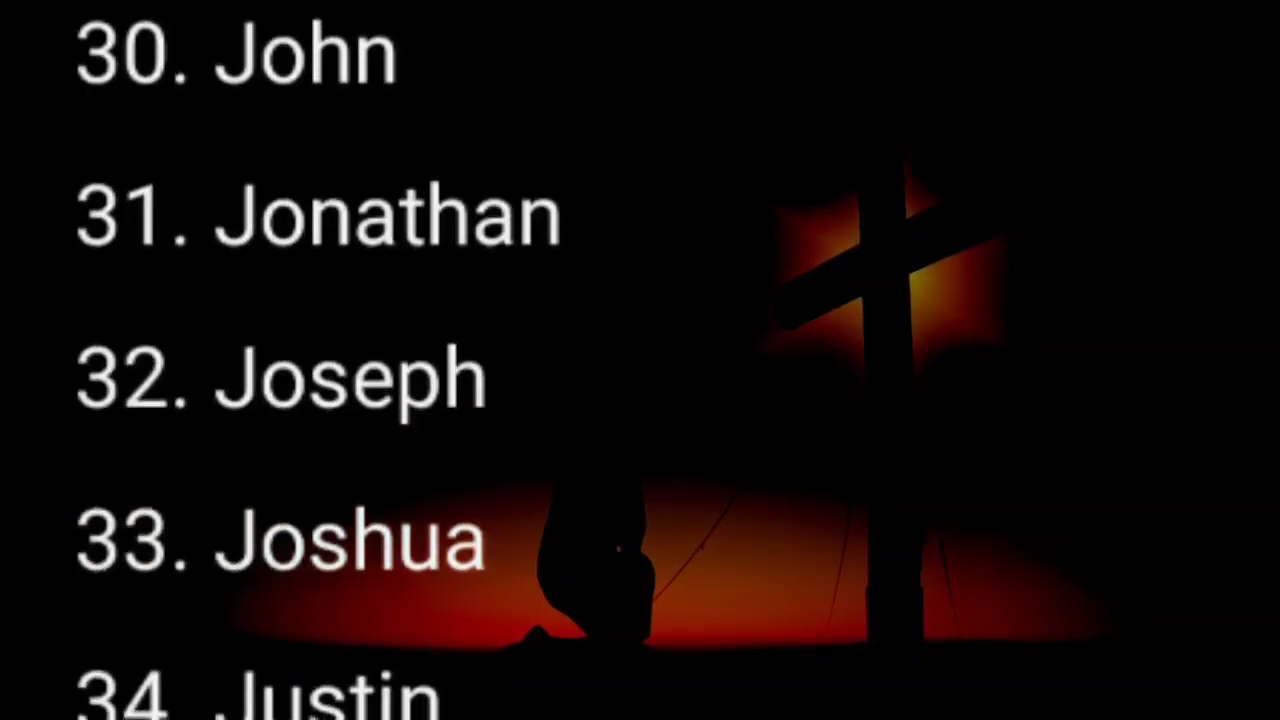 30. John
31. Jonathan
32. Joseph
33. Joshua
34. Justin